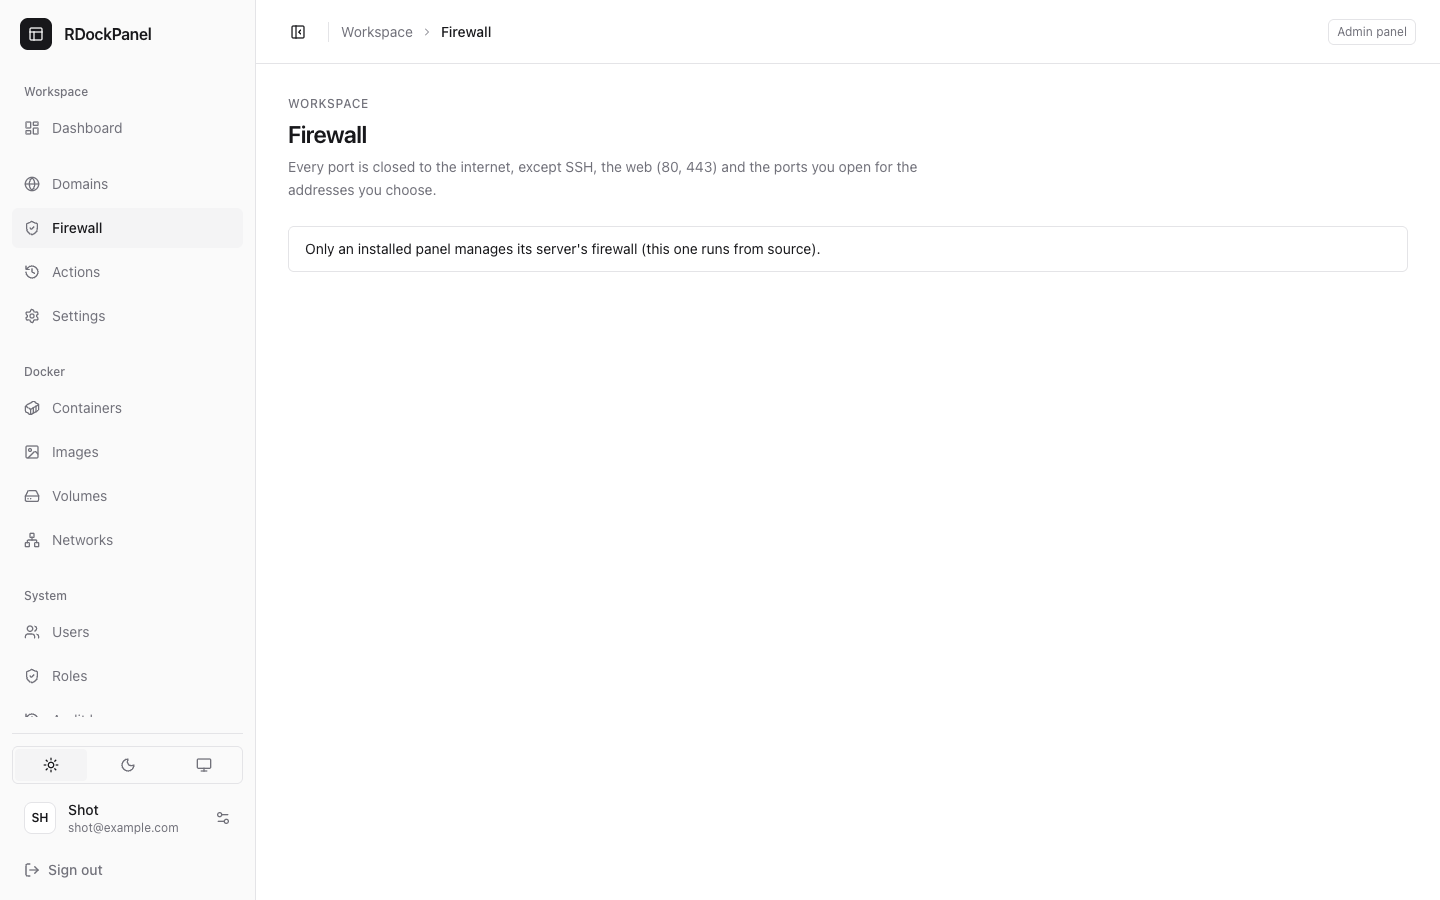 RDockPanel
Workspace
Dashboard
Domains
Firewall
Actions
Settings
Docker
Containers
Images
Volumes
Networks
System
Users
Roles
SH
Shot
shot@example.com
Sign out
Workspace > Firewall
Admin panel
WORKSPACE
Firewall
Every port is closed to the internet, except SSH, the web (80, 443) and the ports you open for the
addresses you choose.
Only an installed panel manages its server's firewall (this one runs from source).